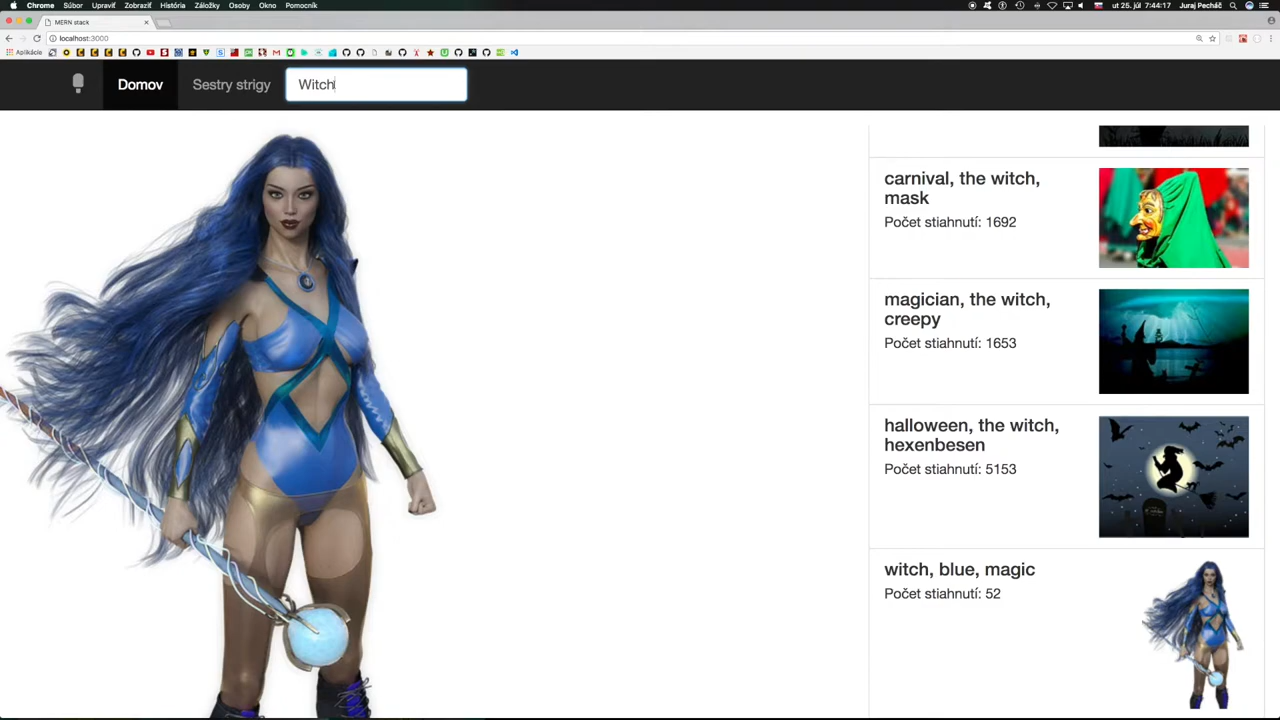 Chrome Súbor Upraviť Zobraziť História Záložky Osoby Okno Pomocník
ut 25. júl 7:44:17 Juraj Pecháč
MERN stack
localhost:3000
Aplikácie
Domov Sestry strigy Witch
carnival, the witch,
mask
Počet stiahnutí: 1692
magician, the witch,
creepy
Počet stiahnutí: 1653
halloween, the witch,
hexenbesen
Počet stiahnutí: 5153
witch, blue, magic
Počet stiahnutí: 52